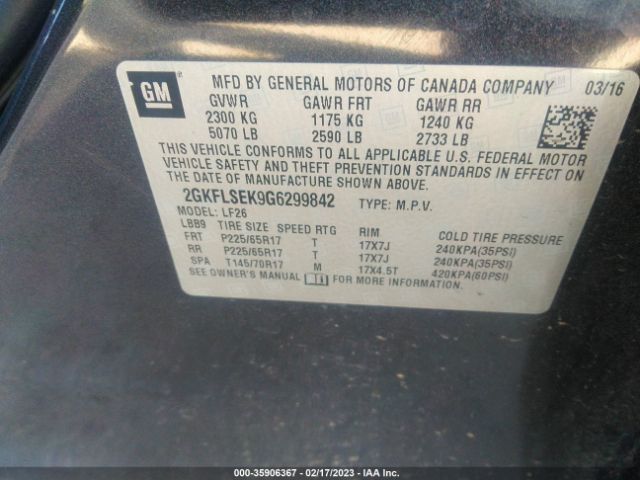 GM
MFD BY GENERAL MOTORS OF CANADA COMPANY 03/16
GVWR GAWR FRT GAWR RR
2300 KG 1175 KG 1240 KG
5070 LB 2590 LB 2733 LB
THIS VEHICLE CONFORMS TO ALL APPLICABLE U.S. FEDERAL MOTOR
VEHICLE SAFETY AND THEFT PREVENTION STANDARDS IN EFFECT ON
THE DATE OF MANUFACTURE SHOWN ABOVE.
2GKFLSEK9G6299842 TYPE: M.P.V.
MODEL: LF26
LBB9 TIRE SIZE SPEED RTG RIM COLD TIRE PRESSURE
FRT P225/65R17 T 17X7J 240KPA(35PSI)
RR P225/65R17 T 17X7J 240KPA(35PSI)
SPA T145/70R17 M 17X4.5T 420KPA(60PSI)
SEE OWNER'S MANUAL FOR MORE INFORMATION.
000-35906367 - 02/17/2023 - IAA Inc.